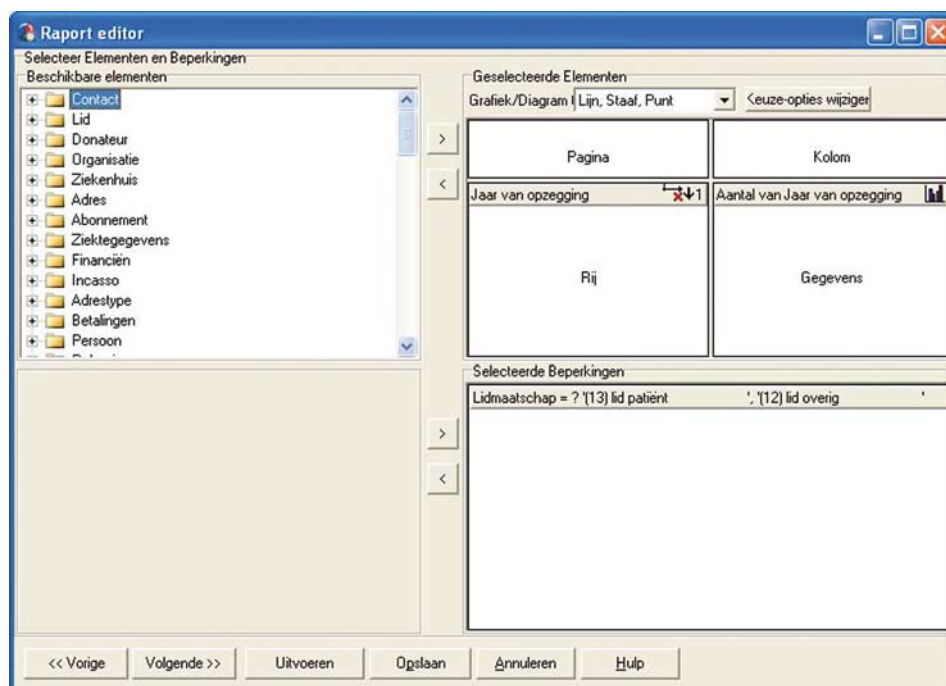 Raport editor
Selecteer Elementen en Beperkingen
Beschikbare elementen
Contact
Lid
Donateur
Organisatie
Ziekenhuis
Adres
Abonnement
Ziektegegevens
Financiën
Incasso
Adrestype
Betalingen
Persoon
>
<
Geselecteerde Elementen
Grafiek/Diagram
Lijn, Staaf, Punt
Keuze-opties wijziger
Pagina
Kolom
Jaar van opzegging
1
Aantal van Jaar van opzegging
Rij
Gegevens
>
<
Selecteerde Beperkingen
Lidmaatschap = ? '(13) lid patiënt ', '(12) lid overig '
<< Vorige
Volgende >>
Uitvoeren
Opslaan
Annuleren
Hulp